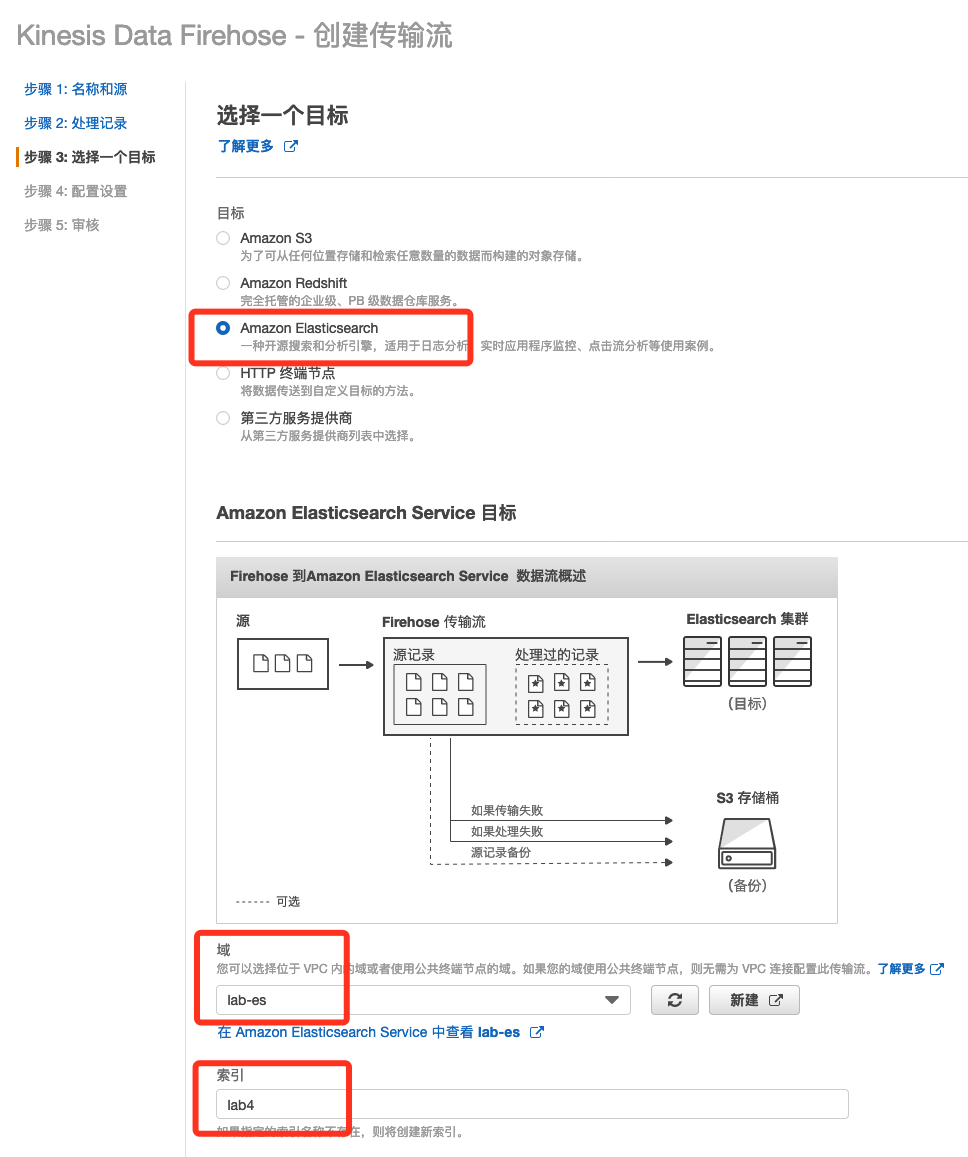 Kinesis Data Firehose - 创建传输流
步骤 1: 名称和源
步骤 2: 处理记录
步骤 3: 选择一个目标
步骤 4: 配置设置
步骤 5: 审核
选择一个目标
了解更多
目标
Amazon S3
为了可从任何位置存储和检索任意数量的数据而构建的对象存储。
Amazon Redshift
完全托管的企业级、PB 级数据仓库服务。
Amazon Elasticsearch
一种开源搜索和分析引擎，适用于日志分析、实时应用程序监控、点击流分析等使用案例。
HTTP 终端节点
将数据传送到自定义目标的方法。
第三方服务提供商
从第三方服务提供商列表中选择。
Amazon Elasticsearch Service 目标
Firehose 到Amazon Elasticsearch Service 数据流概述
源
Firehose 传输流
Elasticsearch 集群
源记录
处理过的记录
（目标）
S3 存储桶
如果传输失败
如果处理失败
源记录备份
（备份）
------ 可选
域
您可以选择位于 VPC 内的域或者使用公共终端节点的域。如果您的域使用公共终端节点，则无需为 VPC 连接配置此传输流。了解更多
lab-es
新建
在 Amazon Elasticsearch Service 中查看 lab-es
索引
lab4
如果指定的索引名称不存在，则将创建新索引。